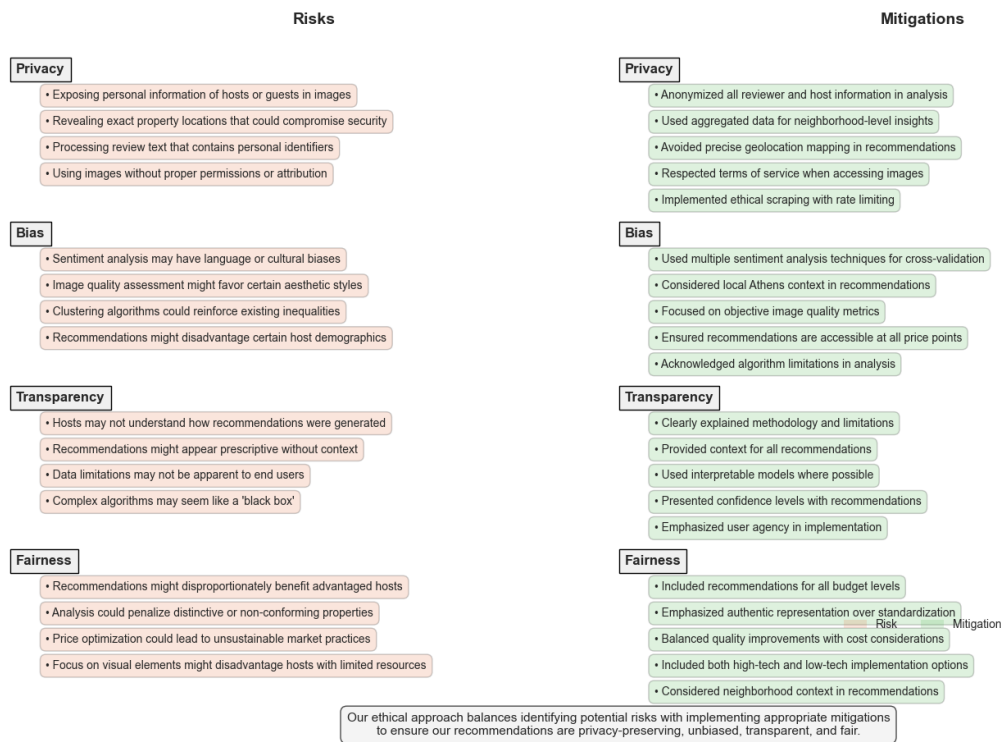 Risks
Mitigations
Privacy
• Exposing personal information of hosts or guests in images
• Revealing exact property locations that could compromise security
• Processing review text that contains personal identifiers
• Using images without proper permissions or attribution
Privacy
• Anonymized all reviewer and host information in analysis
• Used aggregated data for neighborhood-level insights
• Avoided precise geolocation mapping in recommendations
• Respected terms of service when accessing images
• Implemented ethical scraping with rate limiting
Bias
• Sentiment analysis may have language or cultural biases
• Image quality assessment might favor certain aesthetic styles
• Clustering algorithms could reinforce existing inequalities
• Recommendations might disadvantage certain host demographics
Bias
• Used multiple sentiment analysis techniques for cross-validation
• Considered local Athens context in recommendations
• Focused on objective image quality metrics
• Ensured recommendations are accessible at all price points
• Acknowledged algorithm limitations in analysis
Transparency
• Hosts may not understand how recommendations were generated
• Recommendations might appear prescriptive without context
• Data limitations may not be apparent to end users
• Complex algorithms may seem like a 'black box'
Transparency
• Clearly explained methodology and limitations
• Provided context for all recommendations
• Used interpretable models where possible
• Presented confidence levels with recommendations
• Emphasized user agency in implementation
Fairness
• Recommendations might disproportionately benefit advantaged hosts
• Analysis could penalize distinctive or non-conforming properties
• Price optimization could lead to unsustainable market practices
• Focus on visual elements might disadvantage hosts with limited resources
Fairness
• Included recommendations for all budget levels
• Emphasized authentic representation over standardization
Risk
Mitigation
• Balanced quality improvements with cost considerations
• Included both high-tech and low-tech implementation options
• Considered neighborhood context in recommendations
Our ethical approach balances identifying potential risks with implementing appropriate mitigations
to ensure our recommendations are privacy-preserving, unbiased, transparent, and fair.